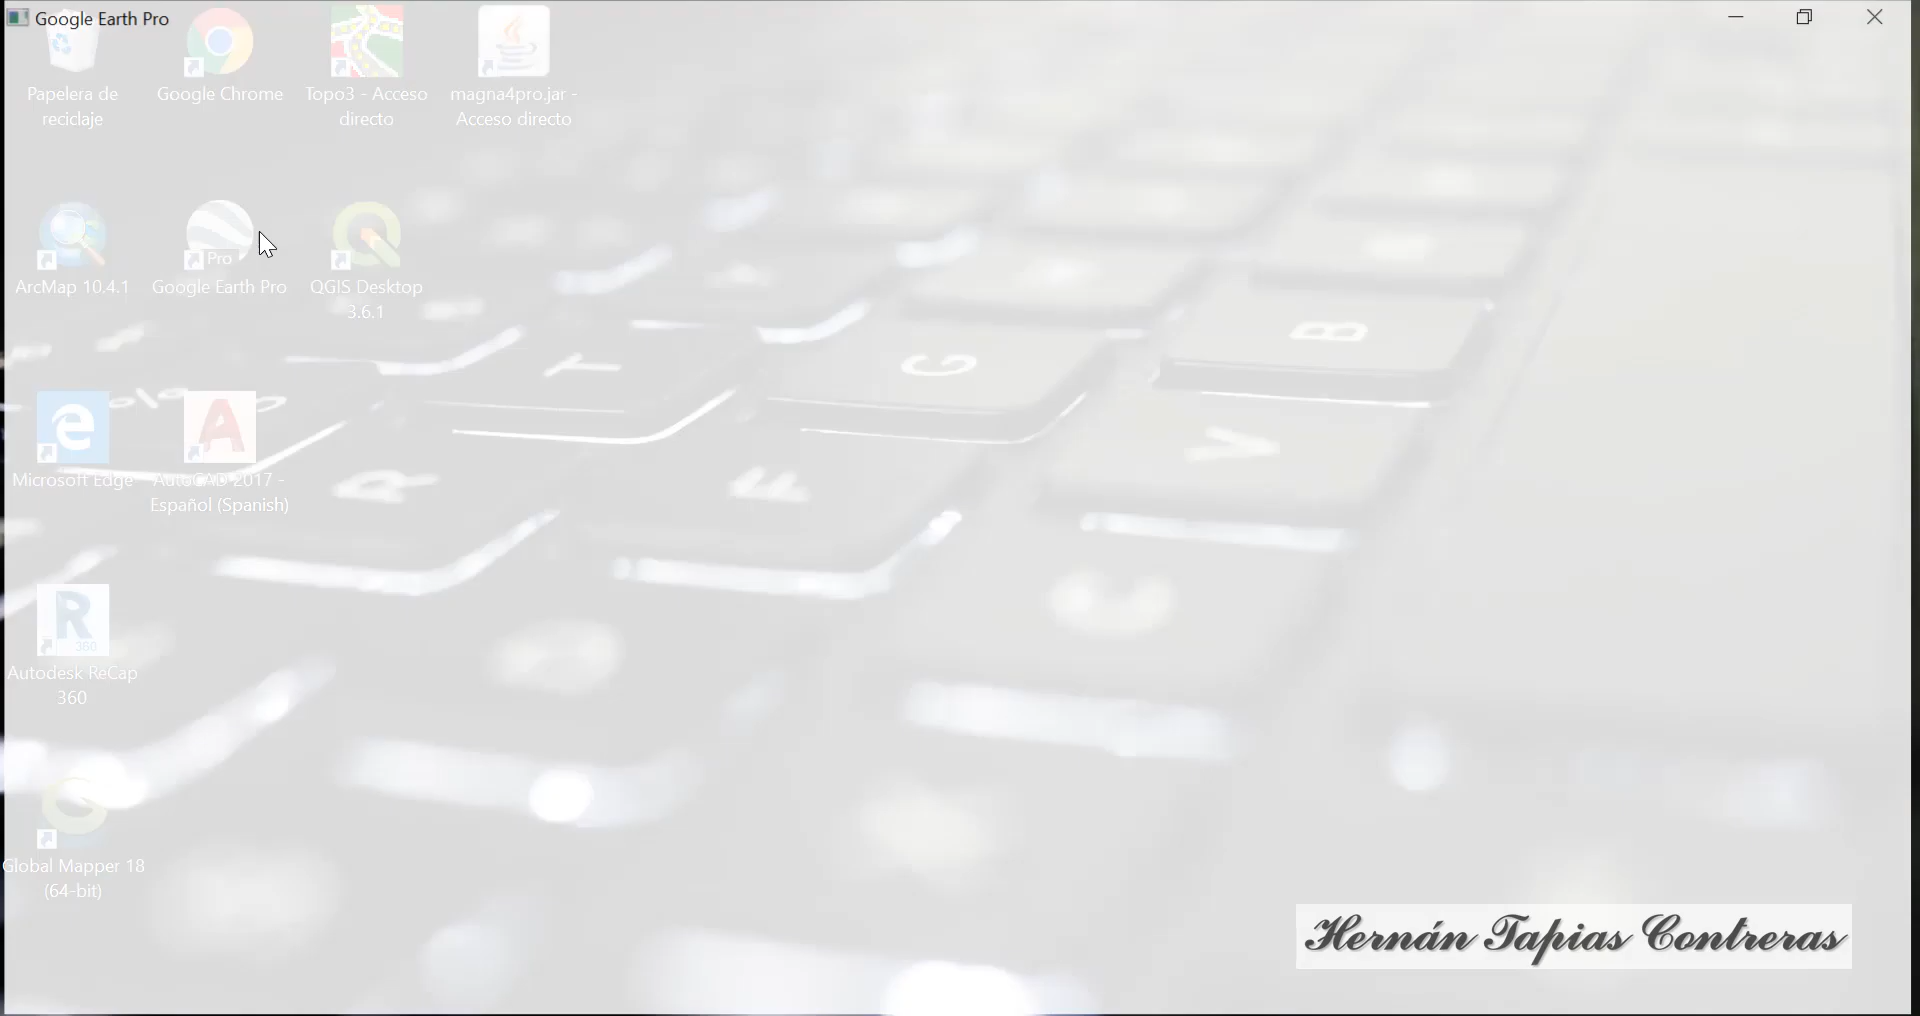 Google Earth Pro
Papelera de
reciclaje
Google Chrome
Topo3 - Acceso
directo
magna4pro.jar -
Acceso directo
ArcMap 10.4.1
Pro
Google Earth Pro
QGIS Desktop
3.6.1
T
G
B
Microsoft Edge
AutoCAD 2017 -
Español (Spanish)
R
F
V
C
360
Autodesk ReCap
360
Global Mapper 18
(64-bit)
Hernán Tapias Contreras